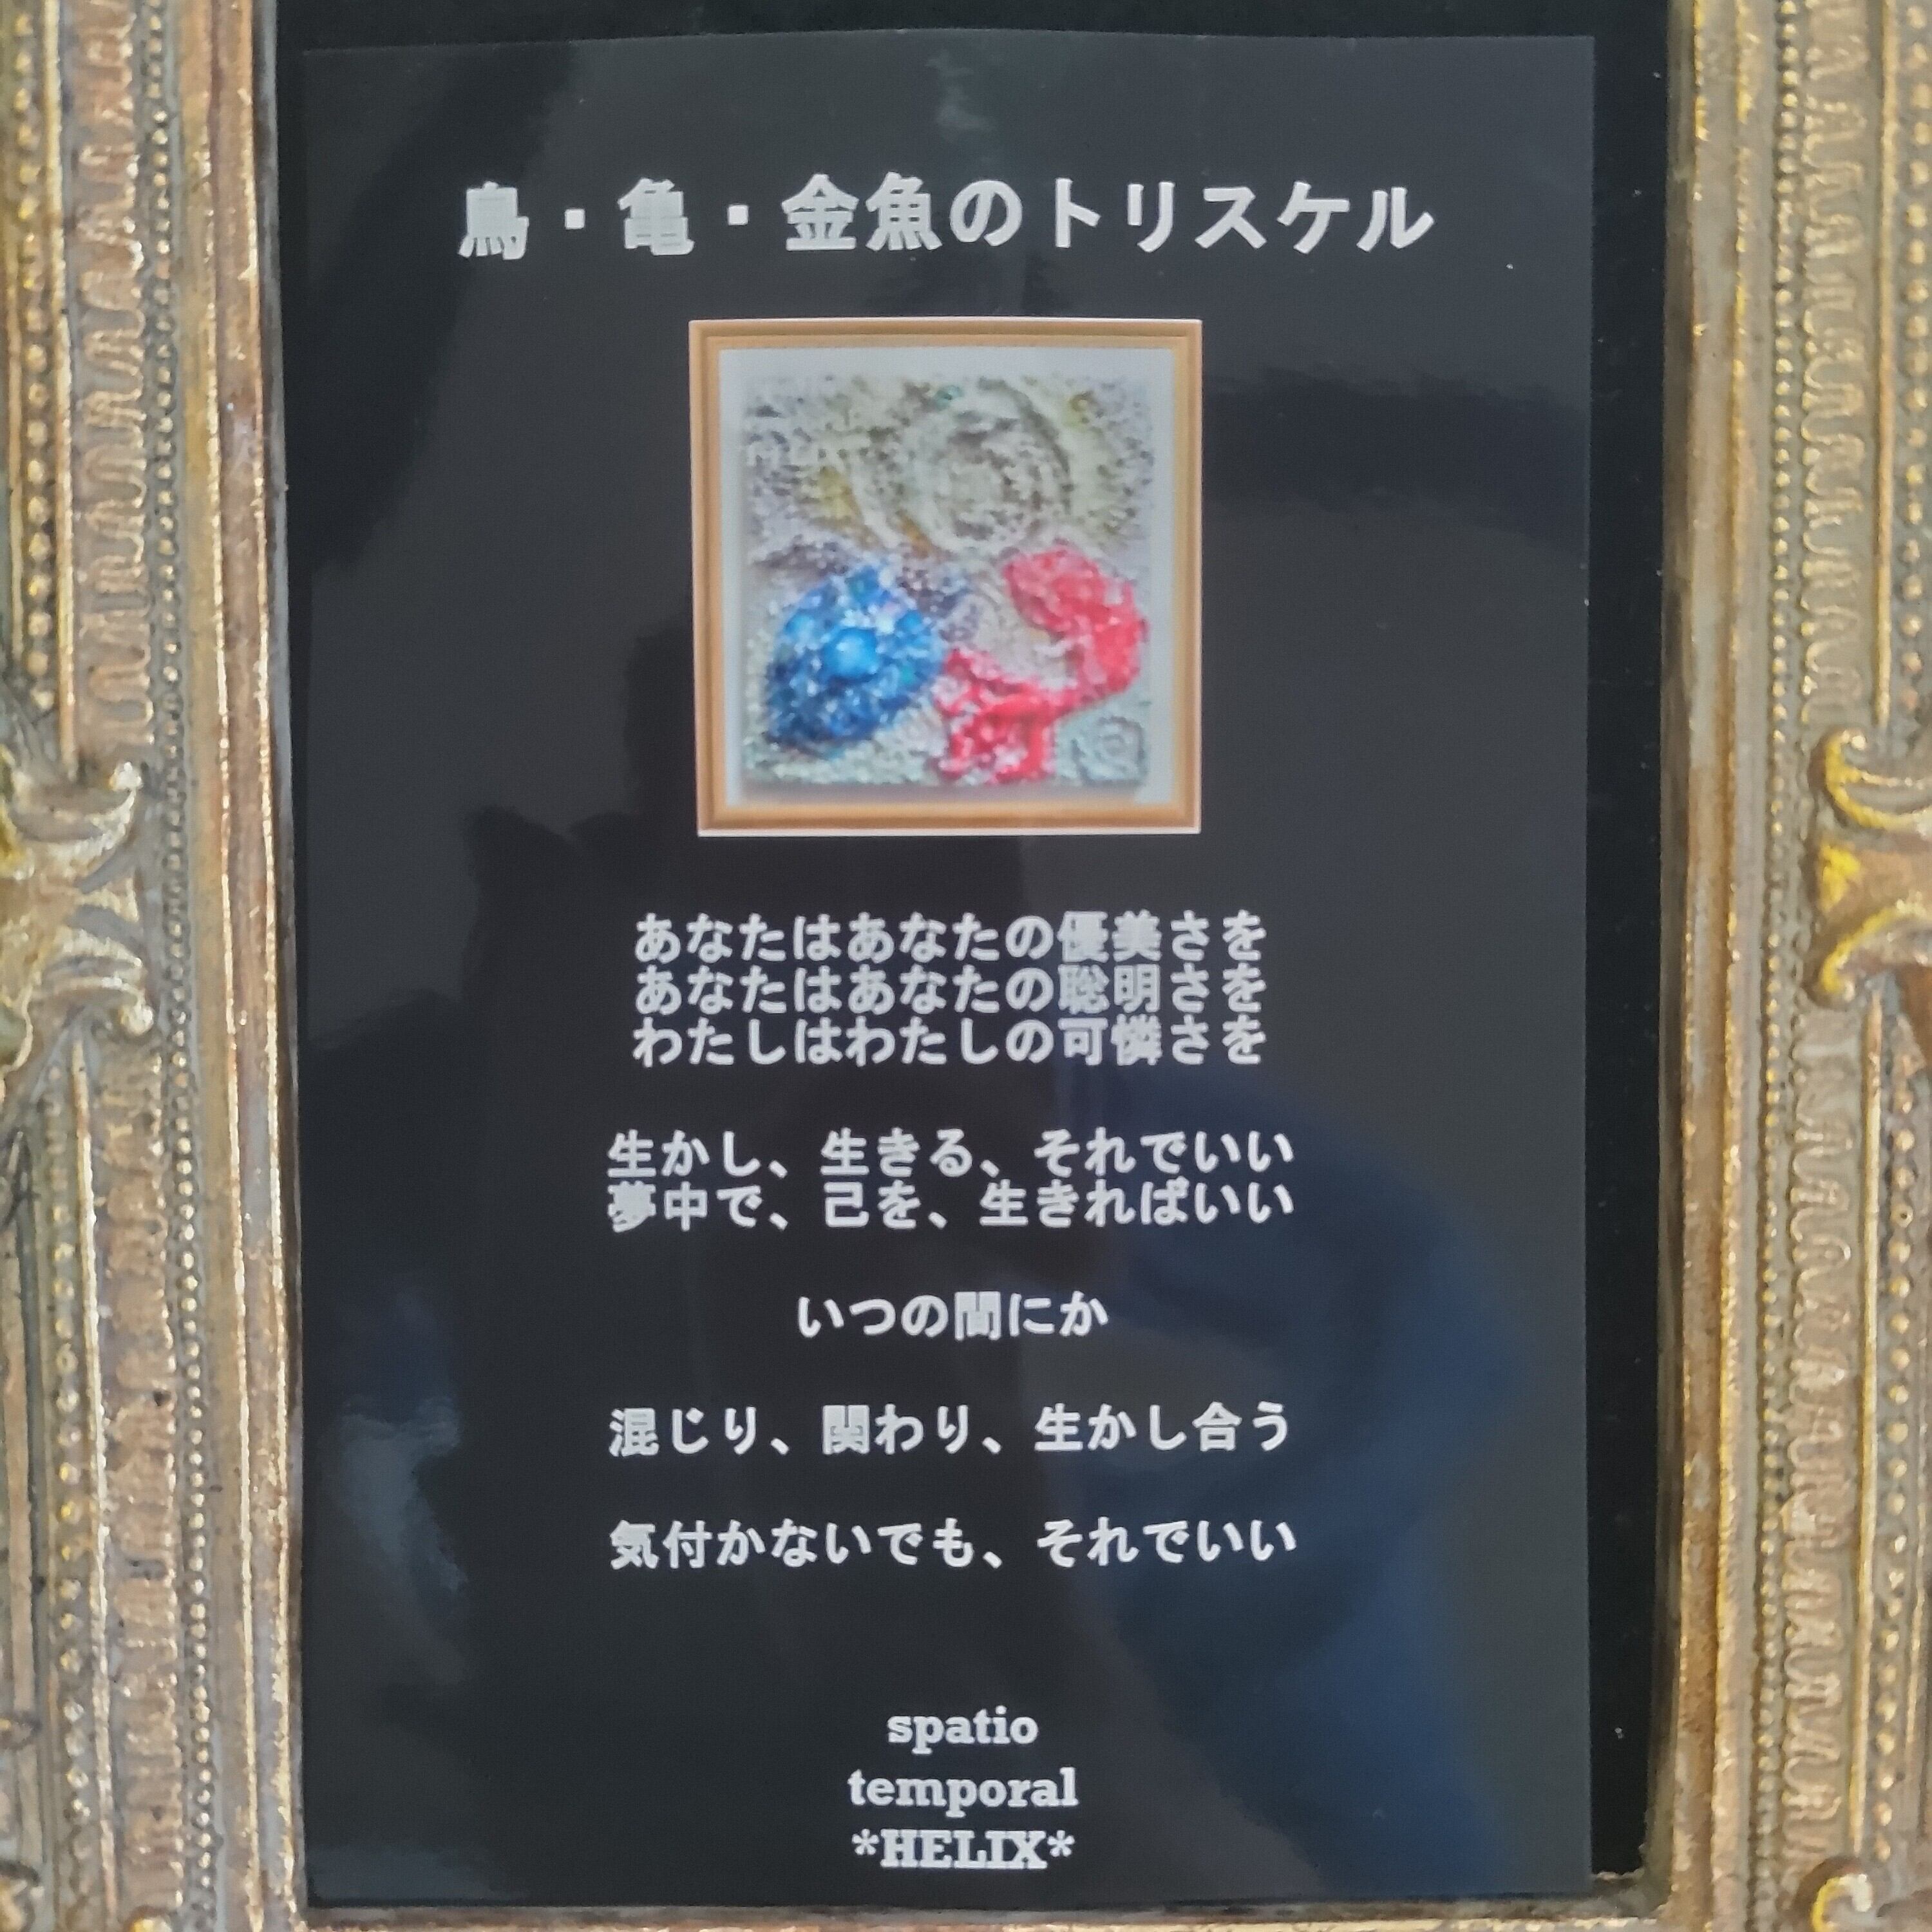 鳥・亀・金魚のトリスケル
あなたはあなたの優美さを
あなたはあなたの聡明さを
わたしはわたしの可憐さを
生かし、生きる、それでいい
夢中で、己を、生きればいい
いつの間にか
混じり、関わり、生かし合う
気付かないでも、それでいい
spatio
temporal
*HELIX*